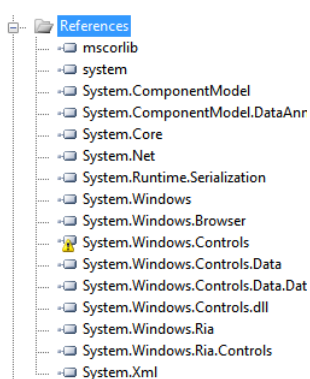 References
mscorlib
system
System.ComponentModel
System.ComponentModel.DataAnn
System.Core
System.Net
System.Runtime.Serialization
System.Windows
System.Windows.Browser
System.Windows.Controls
System.Windows.Controls.Data
System.Windows.Controls.Data.Dat
System.Windows.Controls.dll
System.Windows.Ria
System.Windows.Ria.Controls
System.Xml